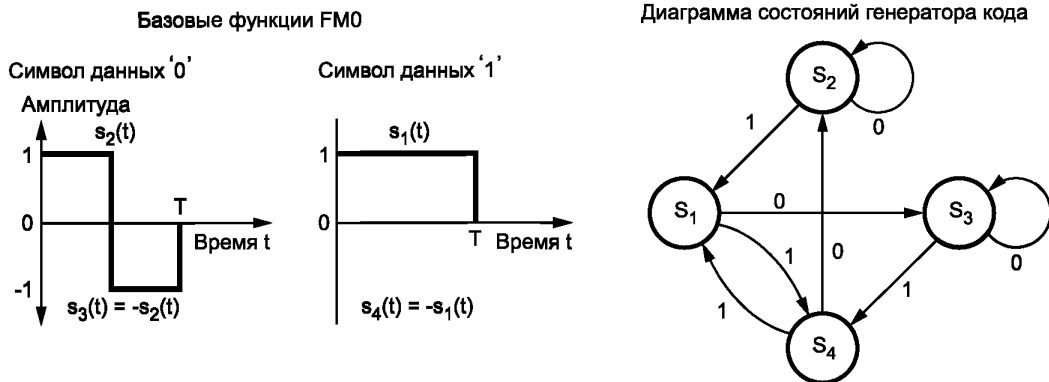 Базовые функции FM0
Диаграмма состояний генератора кода
Символ данных '0'
Символ данных '1'
Амплитуда
s₂(t)
s₁(t)
1
0
-1
T
Время t
s₃(t) = -s₂(t)
1
0
T
Время t
s₄(t) = -s₁(t)
S₂
0
1
S₁
0
S₃
0
1
0
1
1
S₄